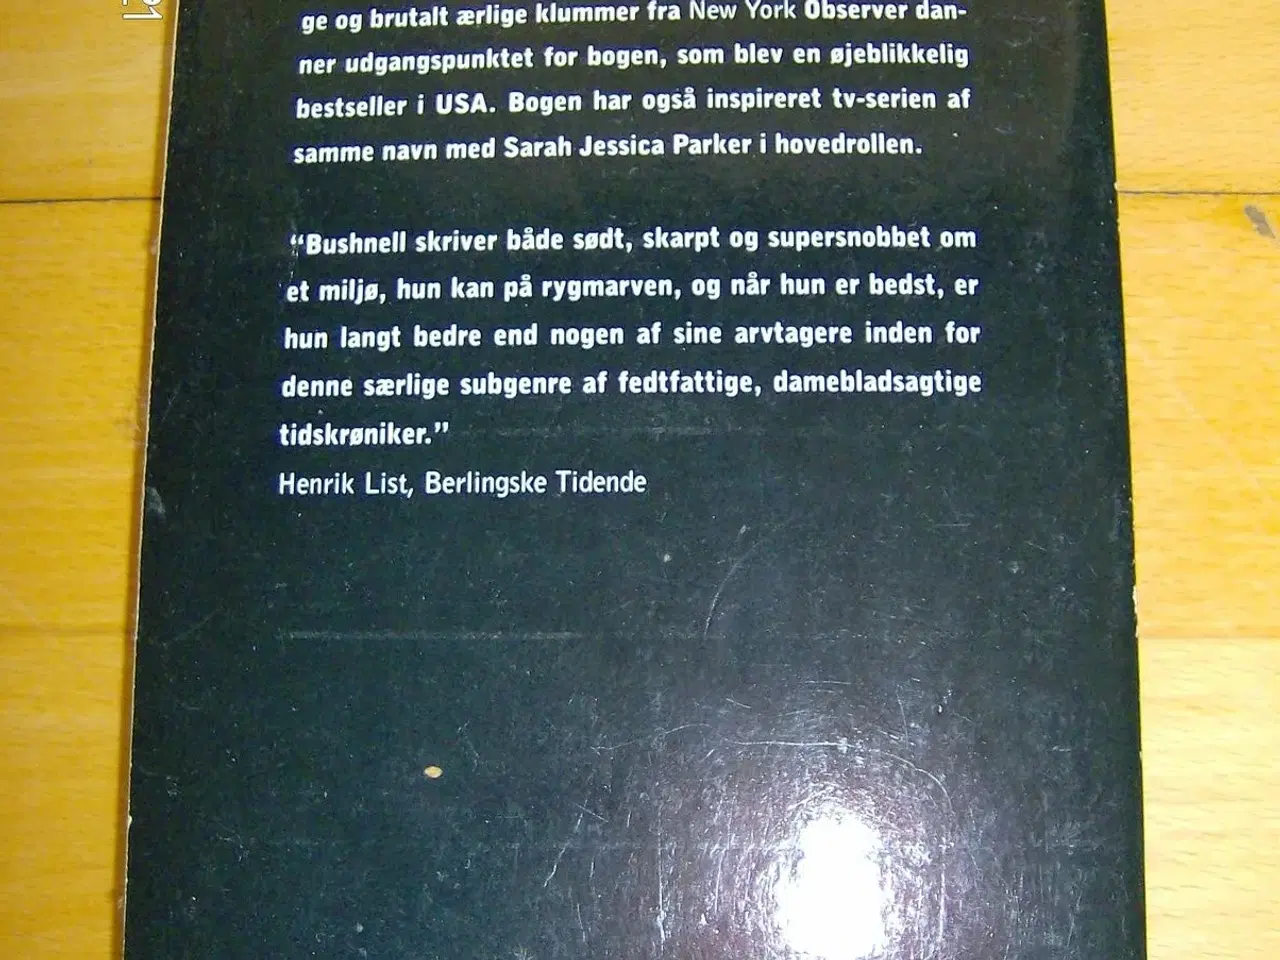 ge og brutalt ærlige klummer fra New York Observer dan-
ner udgangspunktet for bogen, som blev en øjeblikkelig
bestseller i USA. Bogen har også inspireret tv-serien af
samme navn med Sarah Jessica Parker i hovedrollen.
“Bushnell skriver både sødt, skarpt og supersnobbet om
et miljø, hun kan på rygmarven, og når hun er bedst, er
hun langt bedre end nogen af sine arvtagere inden for
denne særlige subgenre af fedtfattige, damebladsagtige
tidskrøniker.”
Henrik List, Berlingske Tidende